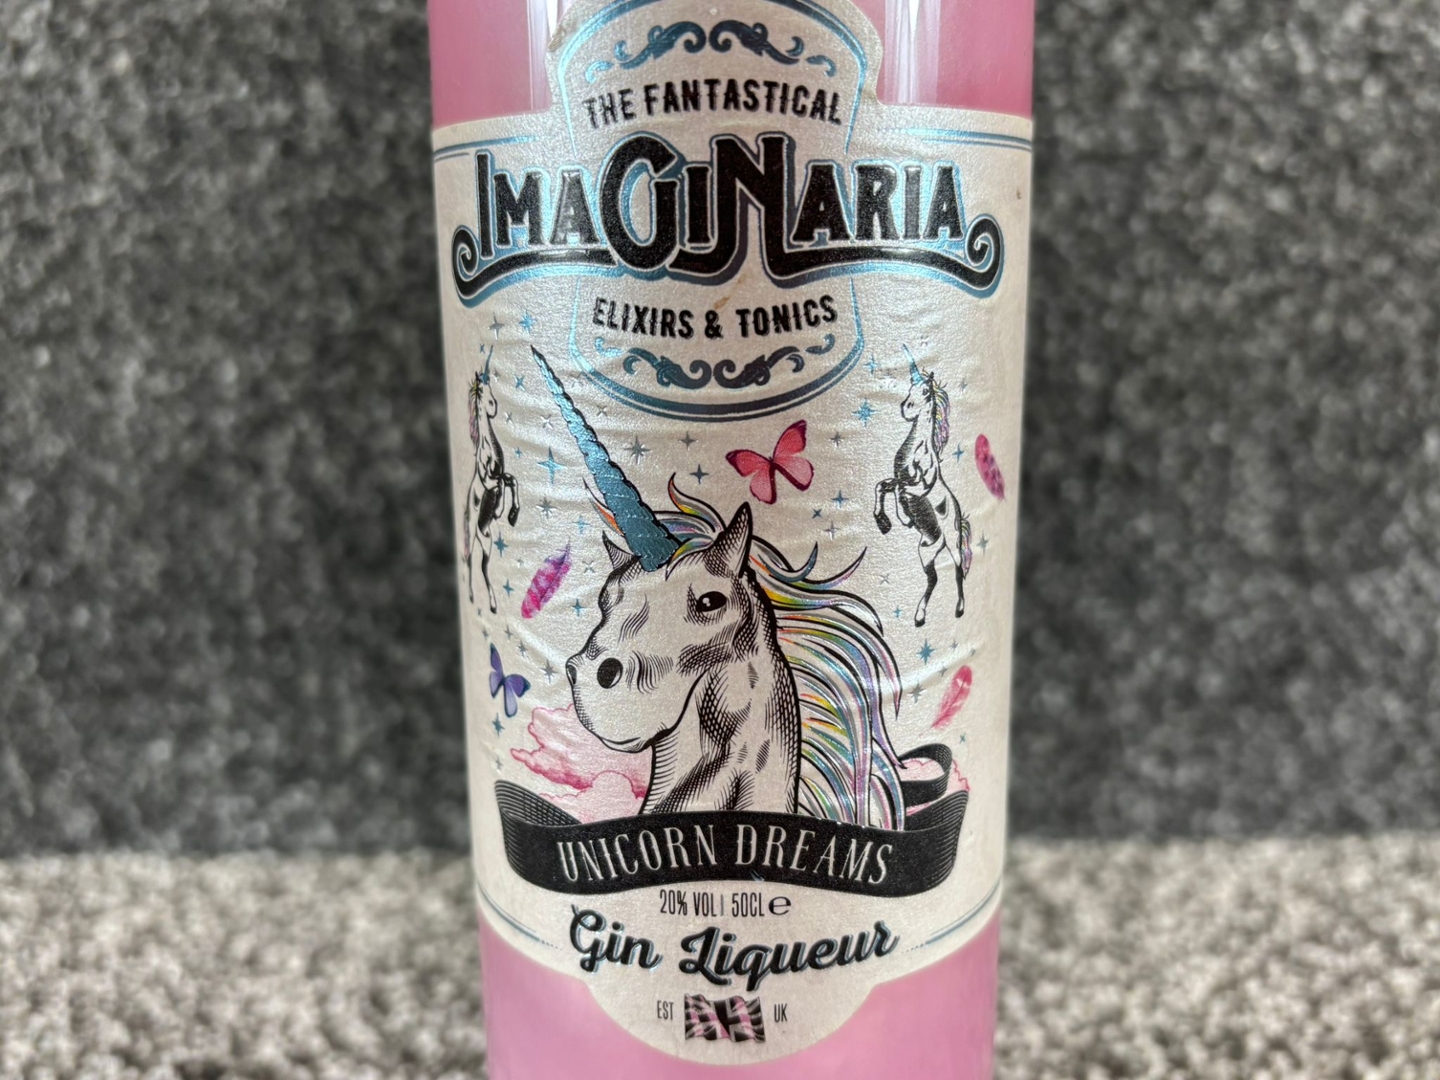 THE FANTASTICAL
IMAGINARIA
ELIXIRS & TONICS
UNICORN DREAMS
20% VOL | 50CL e
Gin Liqueur
EST UK